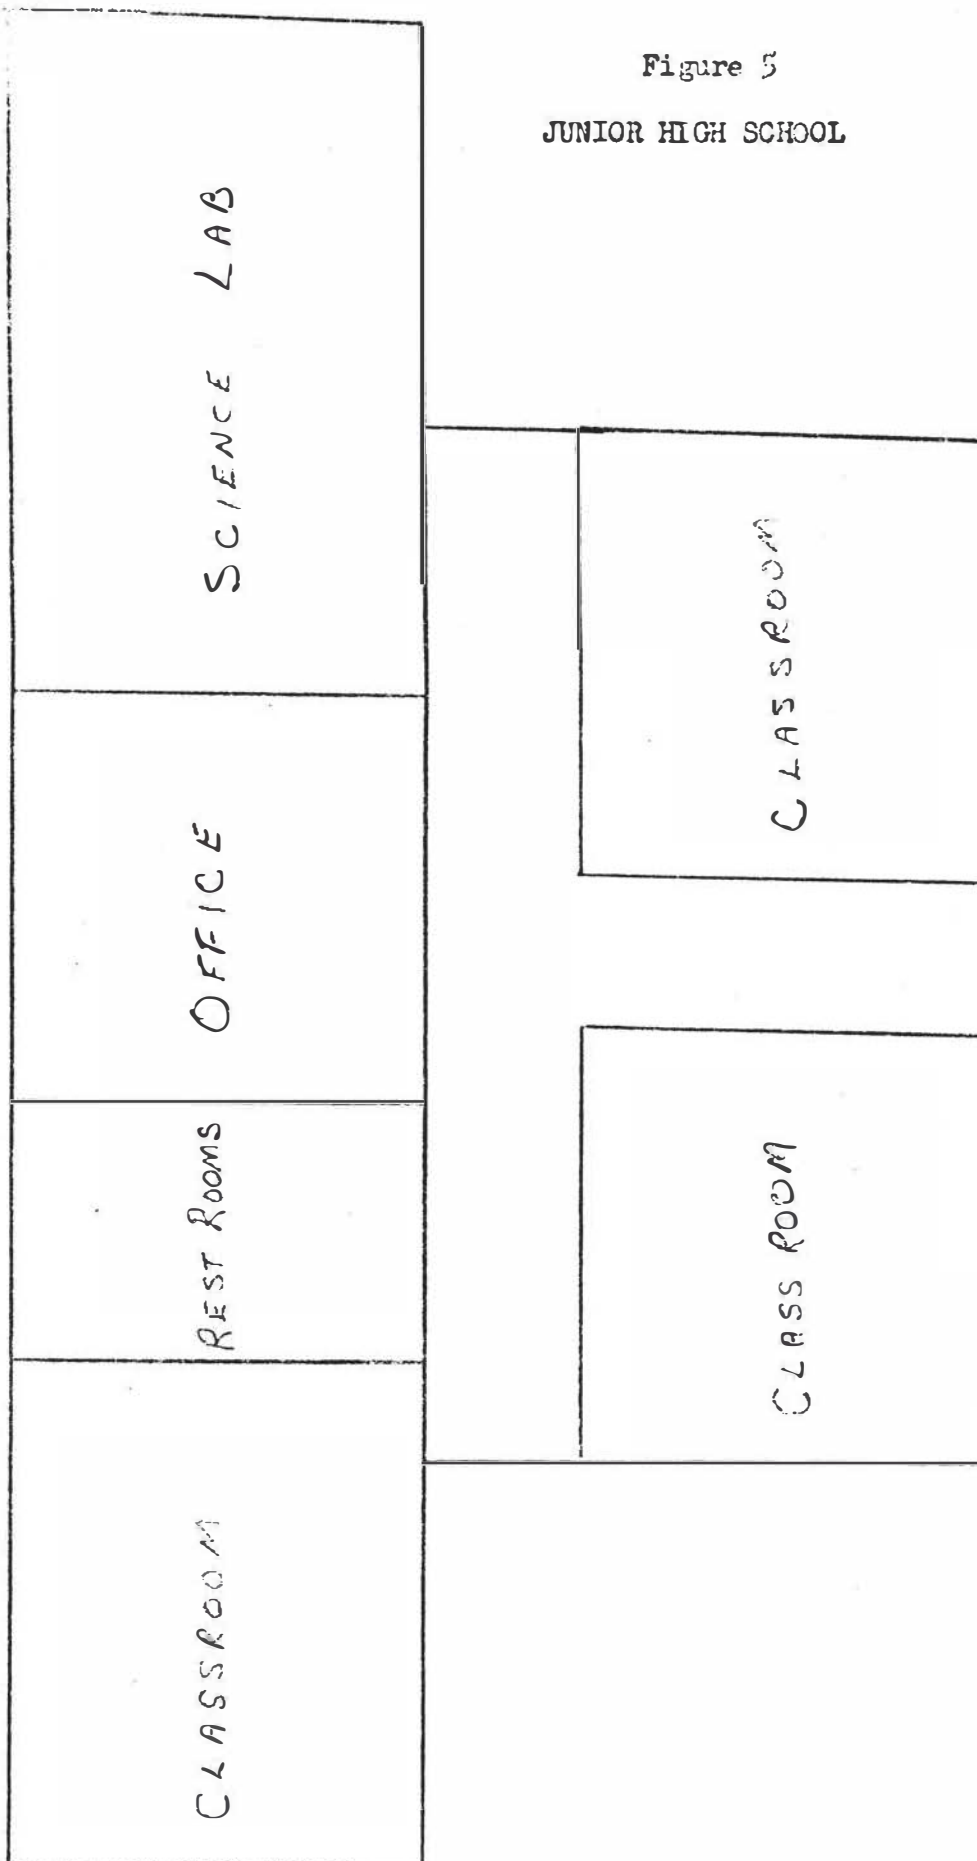 Figure 5
JUNIOR HIGH SCHOOL
SCIENCE LAB
OFFICE
REST ROOMS
CLASSROOM
CLASSROOM
CLASS ROOM